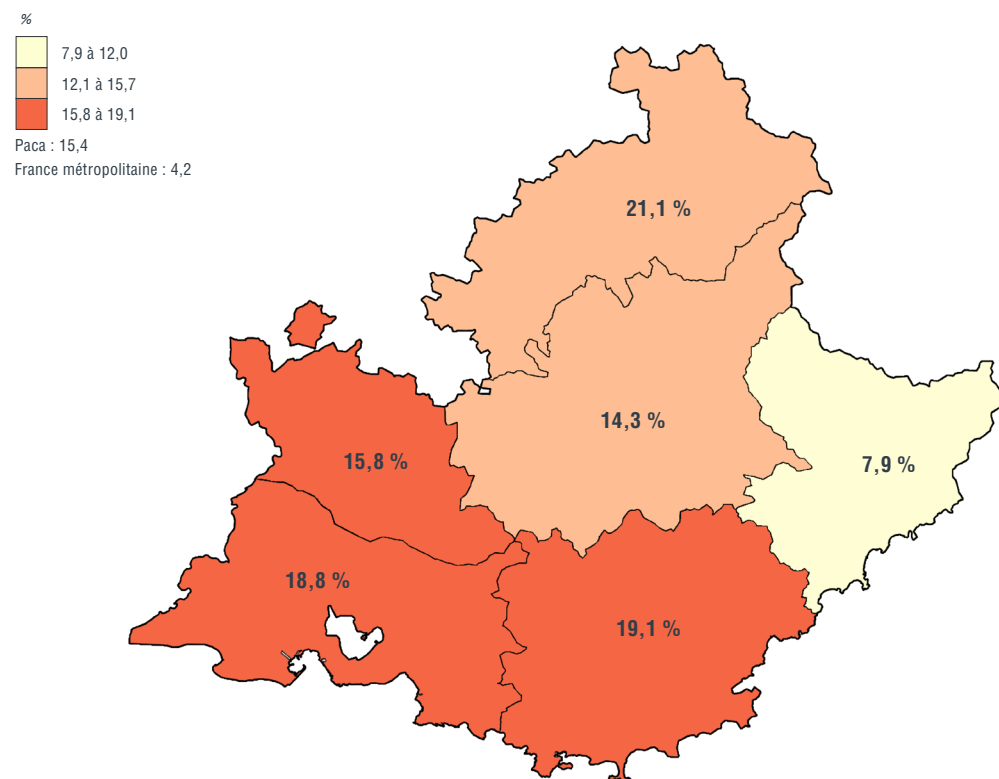 %
7,9 à 12,0
12,1 à 15,7
15,8 à 19,1
Paca : 15,4
France métropolitaine : 4,2
21,1 %
14,3 %
15,8 %
7,9 %
18,8 %
19,1 %